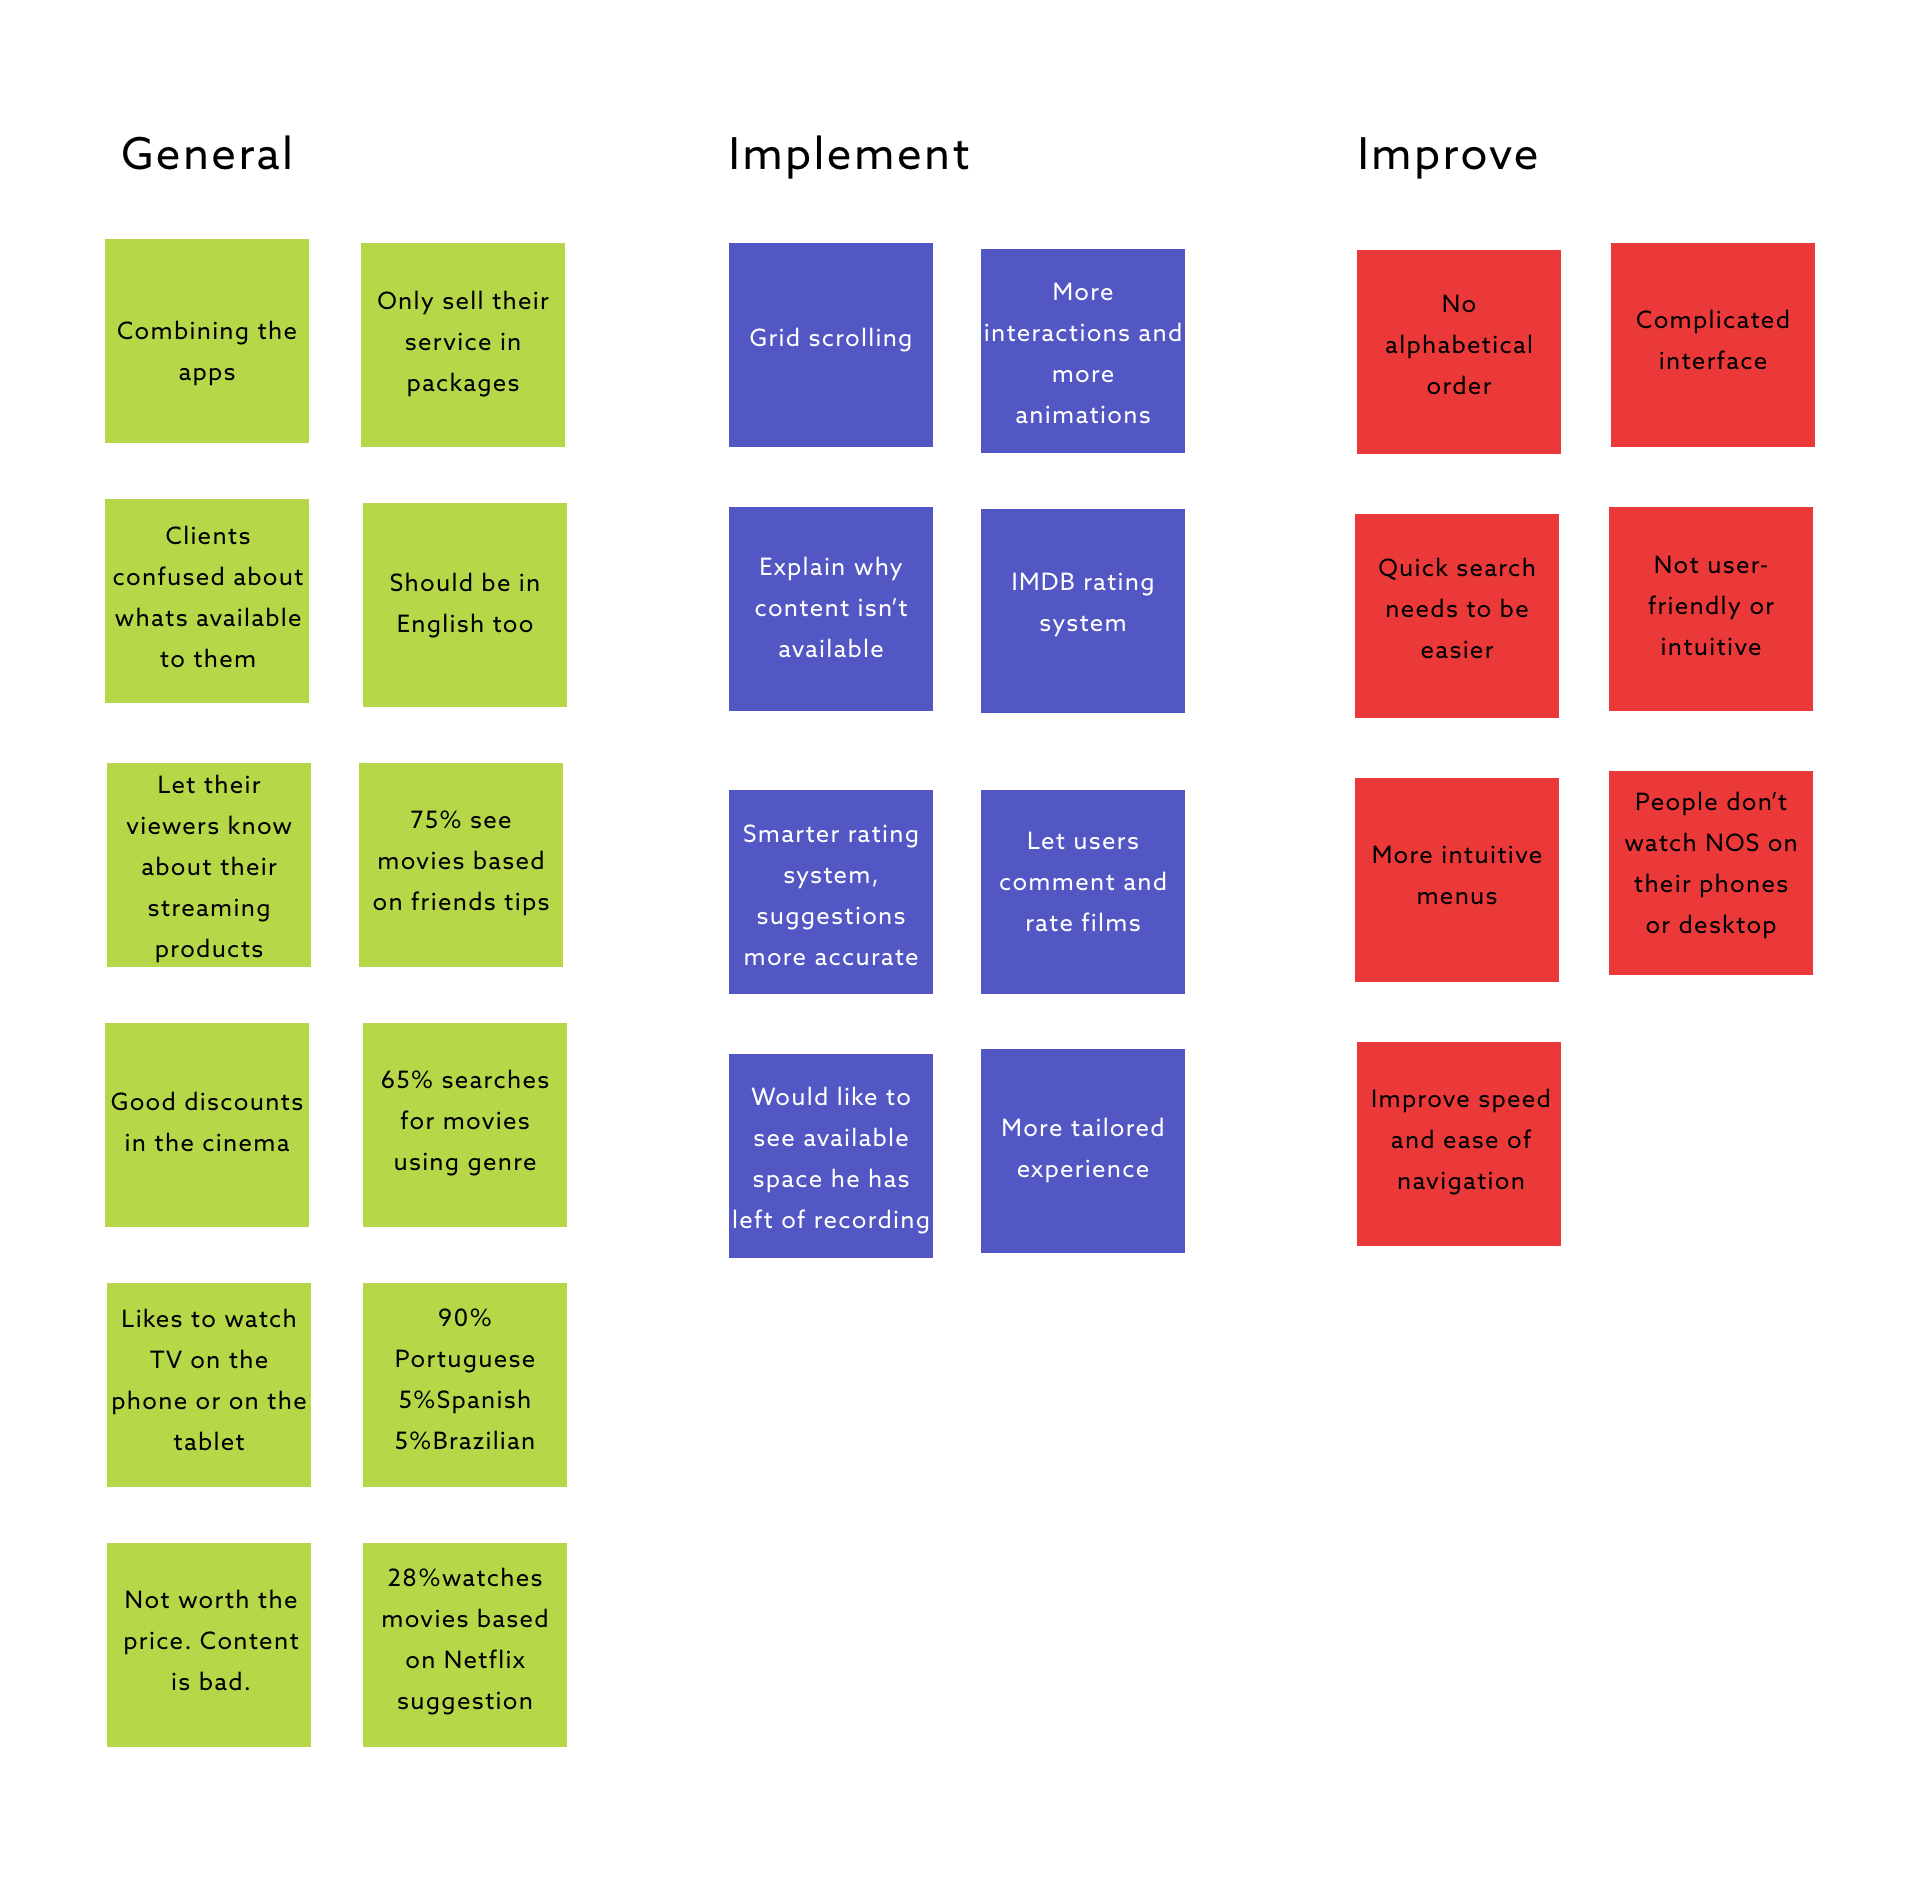 General
Combining the
apps
Only sell their
service in
packages
Clients
confused about
whats available
to them
Should be in
English too
Let their
viewers know
about their
streaming
products
75% see
movies based
on friends tips
Good discounts
in the cinema
65% searches
for movies
using genre
Likes to watch
TV on the
phone or on the
tablet
90%
Portuguese
5%Spanish
5%Brazilian
Not worth the
price. Content
is bad.
28%watches
movies based
on Netflix
suggestion
Implement
Grid scrolling
More
interactions and
more
animations
Explain why
content isn’t
available
IMDB rating
system
Smarter rating
system,
suggestions
more accurate
Let users
comment and
rate films
Would like to
see available
space he has
left of recording
More tailored
experience
Improve
No
alphabetical
order
Complicated
interface
Quick search
needs to be
easier
Not user-
friendly or
intuitive
More intuitive
menus
People don’t
watch NOS on
their phones
or desktop
Improve speed
and ease of
navigation